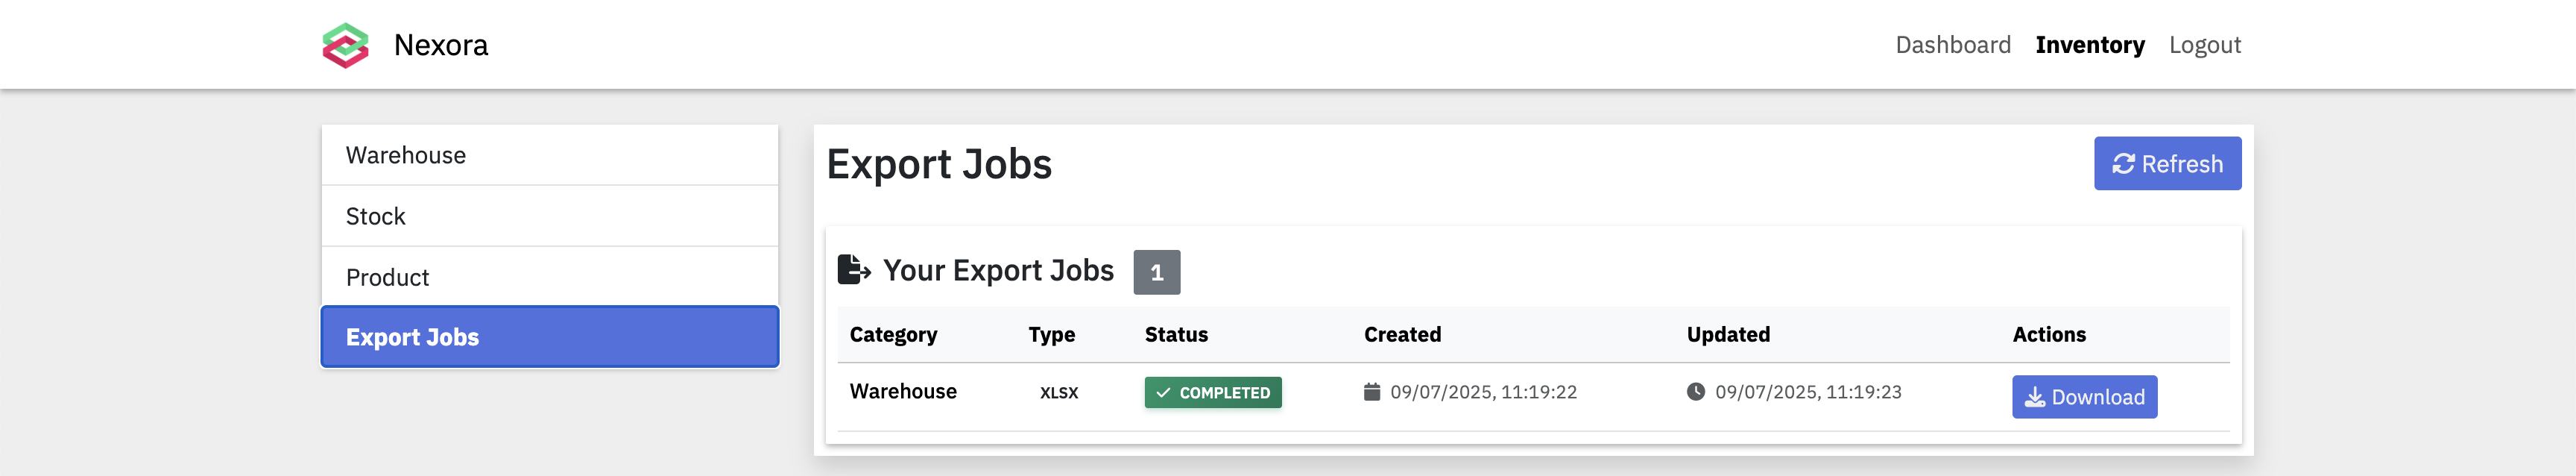 Nexora
Dashboard Inventory Logout
Warehouse
Stock
Product
Export Jobs
Export Jobs
Refresh
Your Export Jobs 1
Category Type Status Created Updated Actions
Warehouse XLSX COMPLETED 09/07/2025, 11:19:22 09/07/2025, 11:19:23 Download